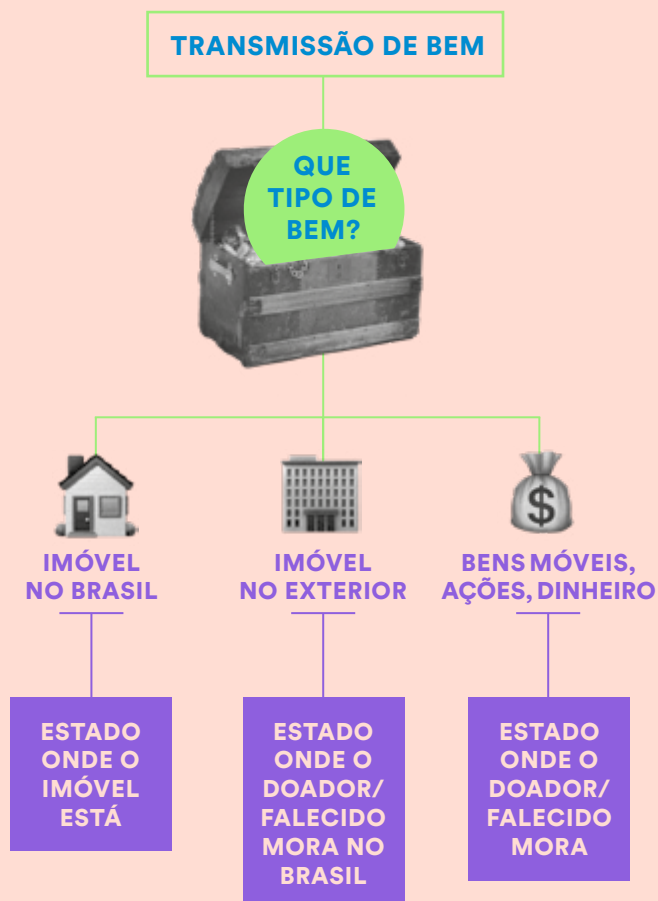 TRANSMISSÃO DE BEM
QUE
TIPO DE
BEM?
IMÓVEL
NO BRASIL
IMÓVEL
NO EXTERIOR
$
BENS MÓVEIS,
AÇÕES, DINHEIRO
ESTADO
ONDE O
IMÓVEL
ESTÁ
ESTADO
ONDE O
DOADOR/
FALECIDO
MORA NO
BRASIL
ESTADO
ONDE O
DOADOR/
FALECIDO
MORA